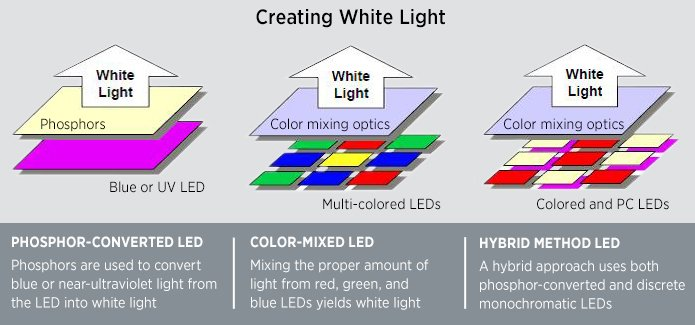 Creating White Light
White
Light
Phosphors
Blue or UV LED
White
Light
Color mixing optics
Multi-colored LEDs
White
Light
Color mixing optics
Colored and PC LEDs
PHOSPHOR-CONVERTED LED
Phosphors are used to convert
blue or near-ultraviolet light from
the LED into white light
COLOR-MIXED LED
Mixing the proper amount of
light from red, green, and
blue LEDs yields white light
HYBRID METHOD LED
A hybrid approach uses both
phosphor-converted and discrete
monochromatic LEDs